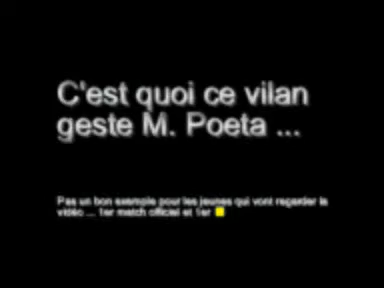 C'est quoi ce vilan
geste M. Poeta ...
Pas un bon exemple pour les jeunes qui vont regarder la
vidéo ... 1er match officiel et 1er